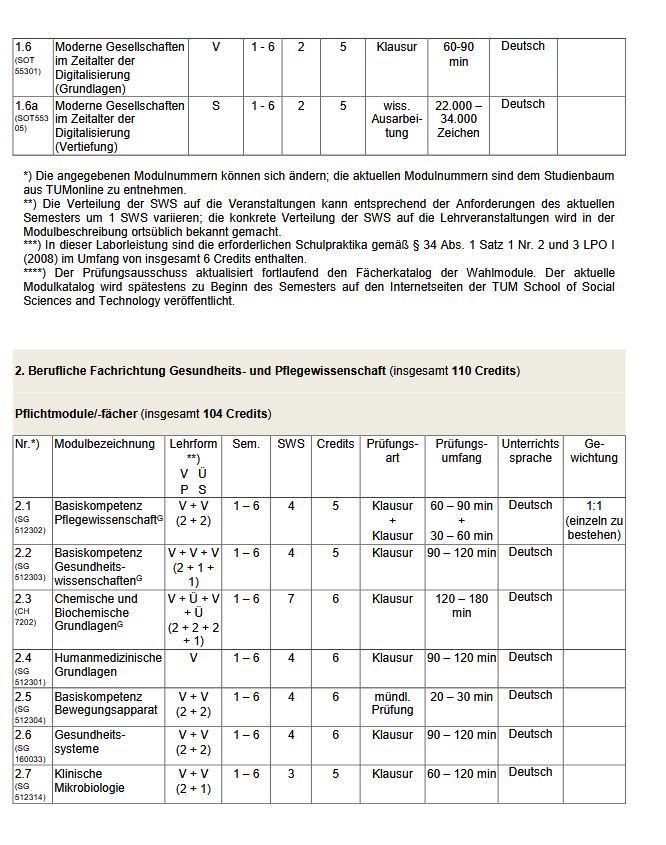 1.6 Moderne Gesellschaften V 1 - 6 2 5 Klausur 60-90 Deutsch
(SOT im Zeitalter der min
55301) Digitalisierung
(Grundlagen)
1.6a Moderne Gesellschaften S 1 - 6 2 5 wiss. 22.000 – Deutsch
(SOT553 im Zeitalter der Ausarbei- 34.000
05) Digitalisierung tung Zeichen
(Vertiefung)
*) Die angegebenen Modulnummern können sich ändern; die aktuellen Modulnummern sind dem Studienbaum
aus TUMonline zu entnehmen.
**) Die Verteilung der SWS auf die Veranstaltungen kann entsprechend der Anforderungen des aktuellen
Semesters um 1 SWS variieren; die konkrete Verteilung der SWS auf die Lehrveranstaltungen wird in der
Modulbeschreibung ortsüblich bekannt gemacht.
***) In dieser Laborleistung sind die erforderlichen Schulpraktika gemäß § 34 Abs. 1 Satz 1 Nr. 2 und 3 LPO I
(2008) im Umfang von insgesamt 6 Credits enthalten.
****) Der Prüfungsausschuss aktualisiert fortlaufend den Fächerkatalog der Wahlmodule. Der aktuelle
Modulkatalog wird spätestens zu Beginn des Semesters auf den Internetseiten der TUM School of Social
Sciences and Technology veröffentlicht.
2. Berufliche Fachrichtung Gesundheits- und Pflegewissenschaft (insgesamt 110 Credits)
Pflichtmodule/-fächer (insgesamt 104 Credits)
Nr.*) Modulbezeichnung Lehrform Sem. SWS Credits Prüfungs- Prüfungs- Unterrichts Ge-
**) art umfang sprache wichtung
V Ü
P S
2.1 Basiskompetenz V + V 1 – 6 4 5 Klausur 60 – 90 min Deutsch 1:1
(SG PflegewissenschaftG (2 + 2) + + (einzeln zu
512302) Klausur 30 – 60 min bestehen)
2.2 Basiskompetenz V + V + V 1 – 6 4 5 Klausur 90 – 120 min Deutsch
(SG Gesundheits- (2 + 1 +
512303) wissenschaftenG 1)
2.3 Chemische und V + Ü + V 1 – 6 7 6 Klausur 120 – 180 Deutsch
(CH Biochemische + Ü min
7202) GrundlagenG (2 + 2 + 2
+ 1)
2.4 Humanmedizinische V 1 – 6 4 6 Klausur 90 – 120 min Deutsch
(SG Grundlagen
512301)
2.5 Basiskompetenz V + V 1 – 6 4 6 mündl. 20 – 30 min Deutsch
(SG Bewegungsapparat (2 + 2) Prüfung
512304)
2.6 Gesundheits- V + V 1 – 6 4 6 Klausur 90 – 120 min Deutsch
(SG systeme (2 + 2)
160033)
2.7 Klinische V + V 1 – 6 3 5 Klausur 60 – 120 min Deutsch
(SG Mikrobiologie (2 + 1)
512314)